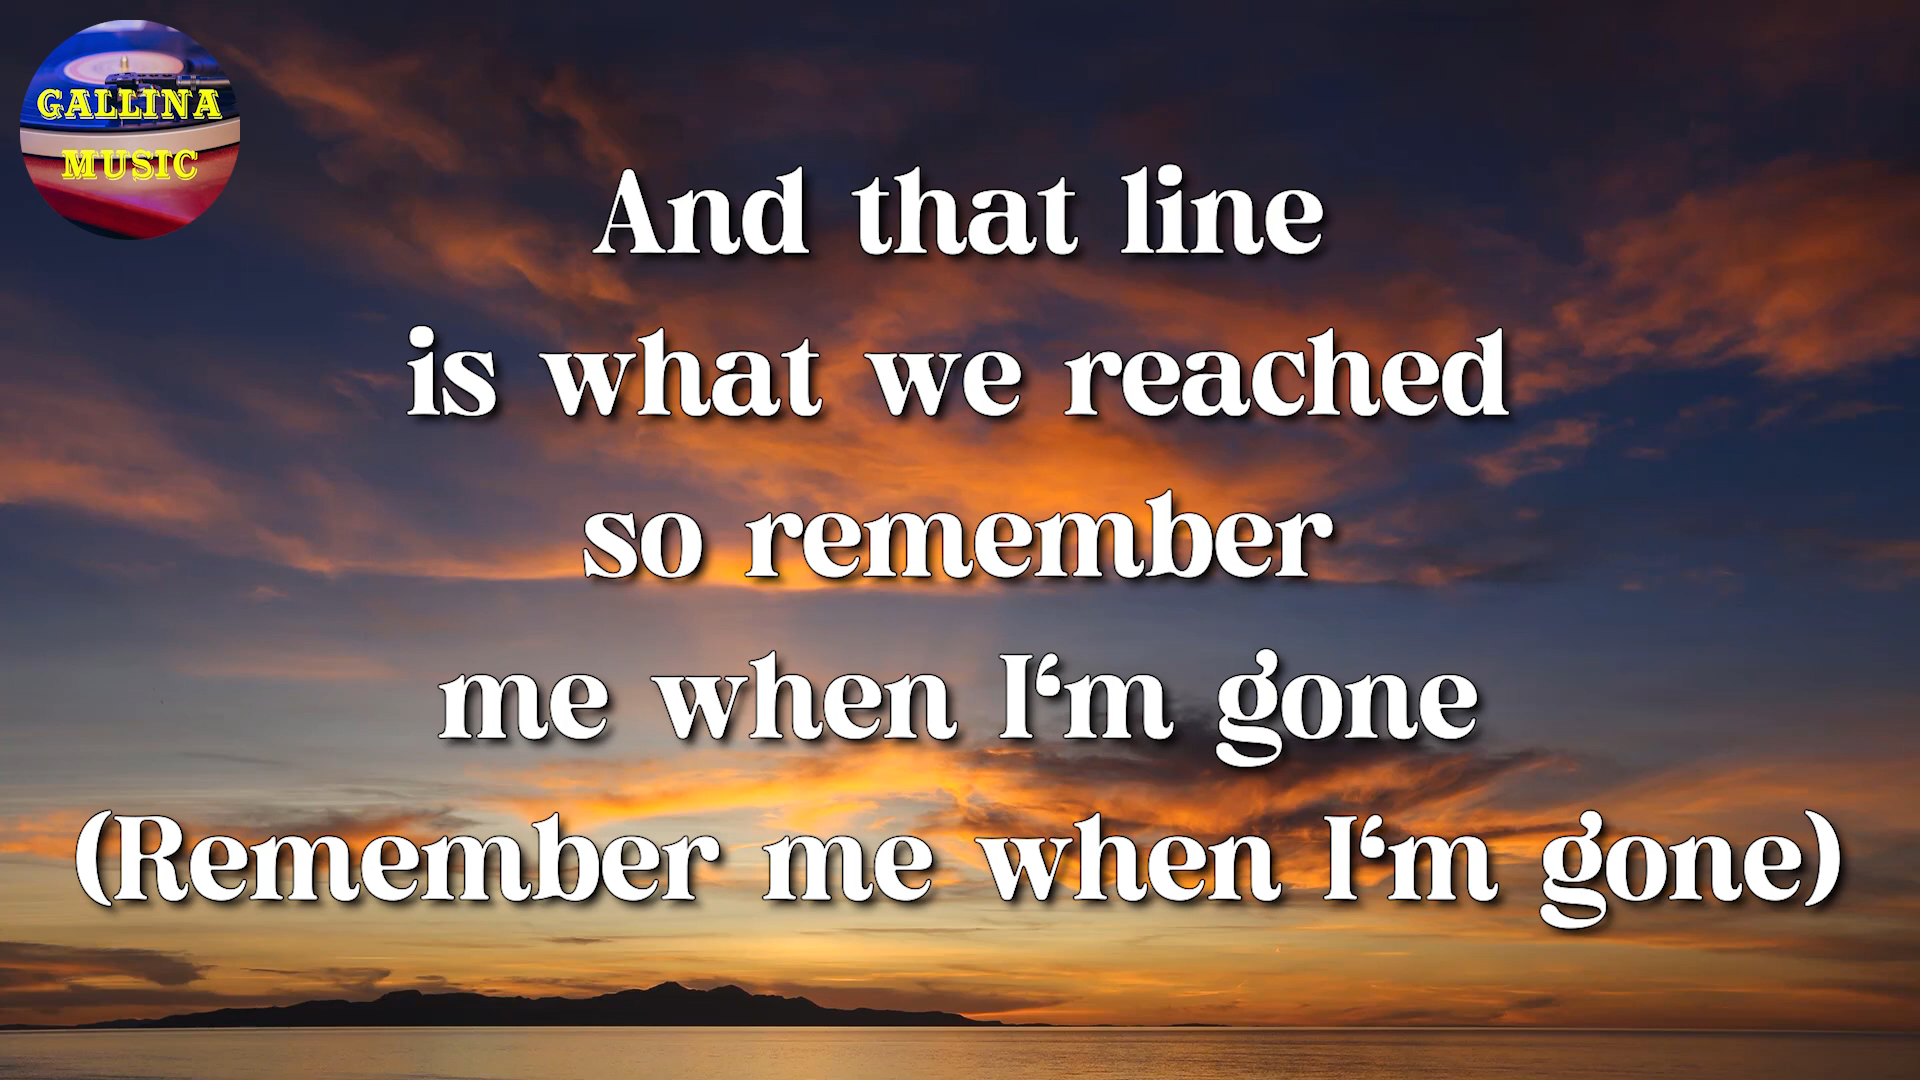 GALLINA
MUSIC
And that line
is what we reached
so remember
me when I‘m gone
(Remember me when I‘m gone)